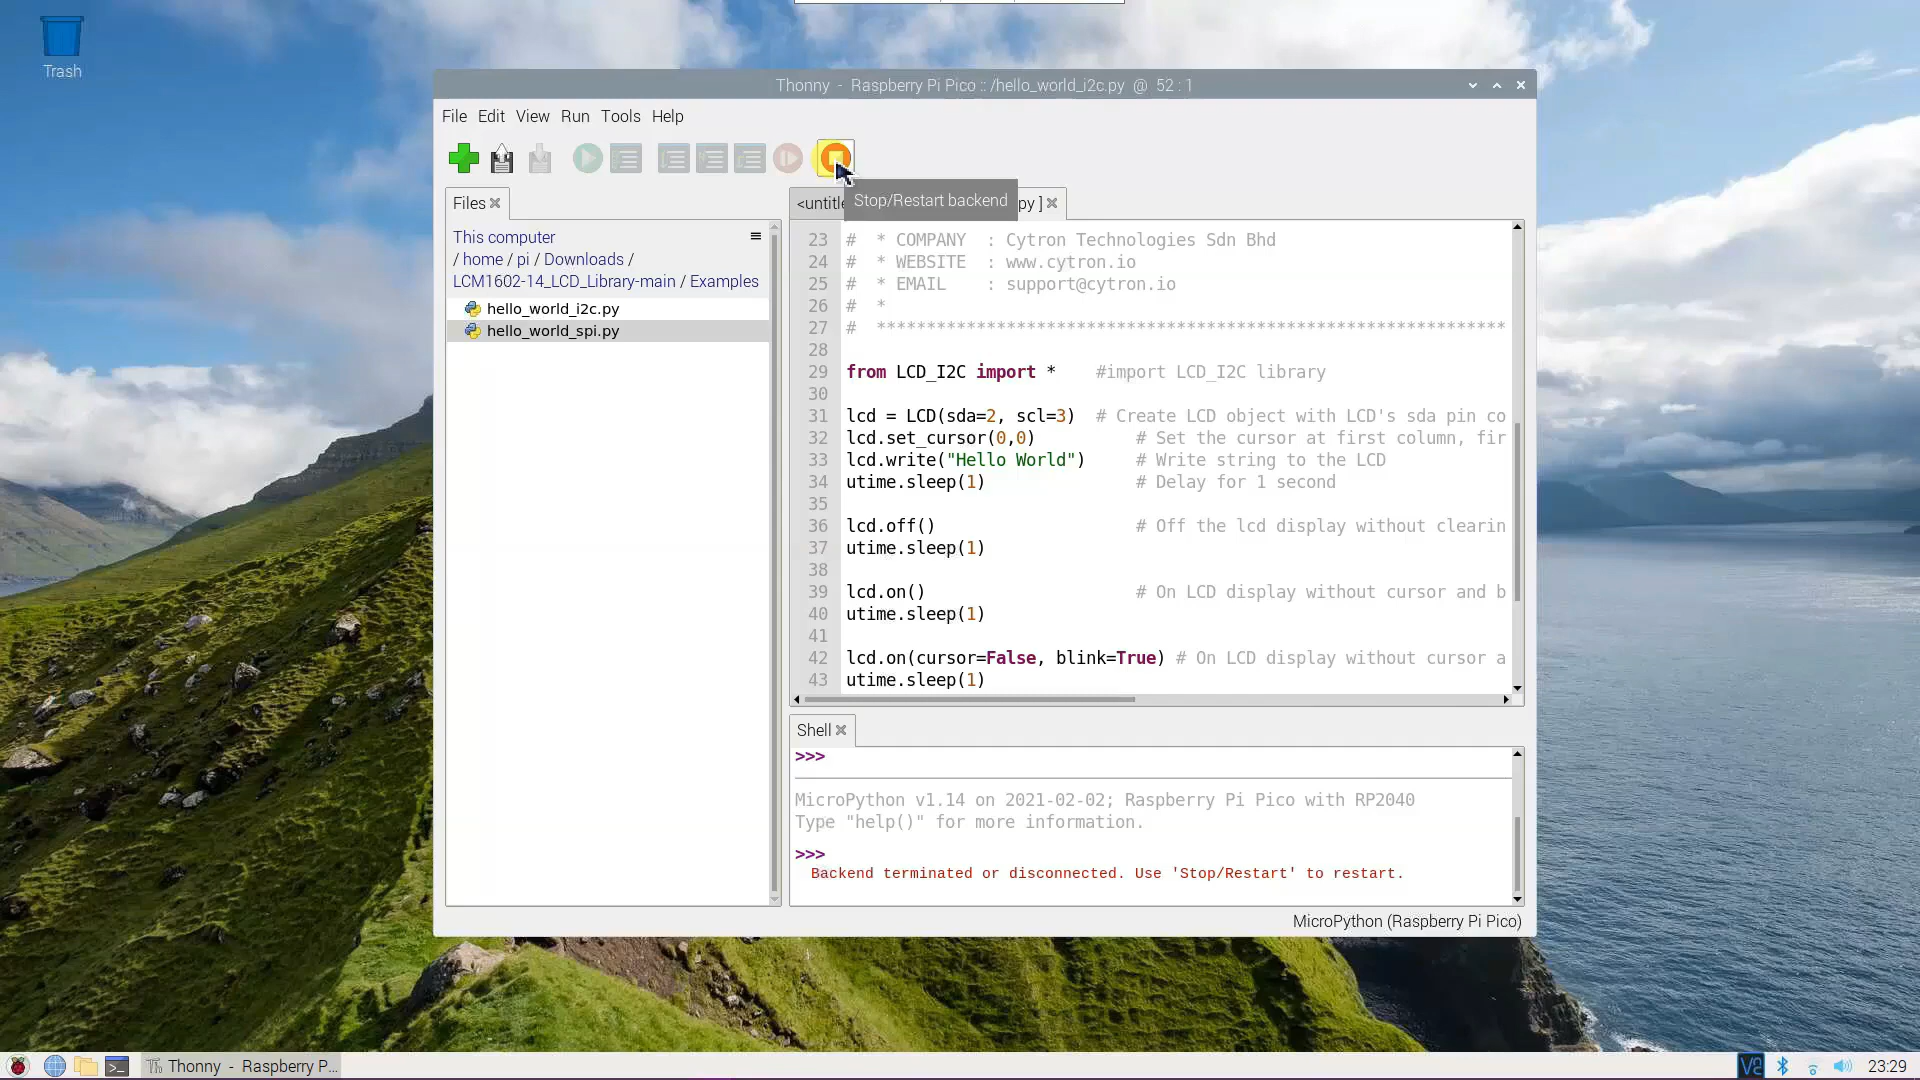 Trash
Thonny - Raspberry Pi Pico :: /hello_world_i2c.py @ 52 : 1
File Edit View Run Tools Help
Stop/Restart backend
Files
<untitle
py ]
This computer
/ home / pi / Downloads /
LCM1602-14_LCD_Library-main / Examples
hello_world_i2c.py
hello_world_spi.py
23 #  * COMPANY  : Cytron Technologies Sdn Bhd
24 #  * WEBSITE  : www.cytron.io
25 #  * EMAIL    : support@cytron.io
26 #  *
27 #  ***************************************************************
28
29 from LCD_I2C import *    #import LCD_I2C library
30
31 lcd = LCD(sda=2, scl=3)  # Create LCD object with LCD's sda pin co
32 lcd.set_cursor(0,0)          # Set the cursor at first column, fir
33 lcd.write("Hello World")     # Write string to the LCD
34 utime.sleep(1)               # Delay for 1 second
35
36 lcd.off()                    # Off the lcd display without clearin
37 utime.sleep(1)
38
39 lcd.on()                     # On LCD display without cursor and b
40 utime.sleep(1)
41
42 lcd.on(cursor=False, blink=True) # On LCD display without cursor a
43 utime.sleep(1)
Shell
>>>
MicroPython v1.14 on 2021-02-02; Raspberry Pi Pico with RP2040
Type "help()" for more information.
>>>
Backend terminated or disconnected. Use 'Stop/Restart' to restart.
MicroPython (Raspberry Pi Pico)
Thonny - Raspberry P...
23:29